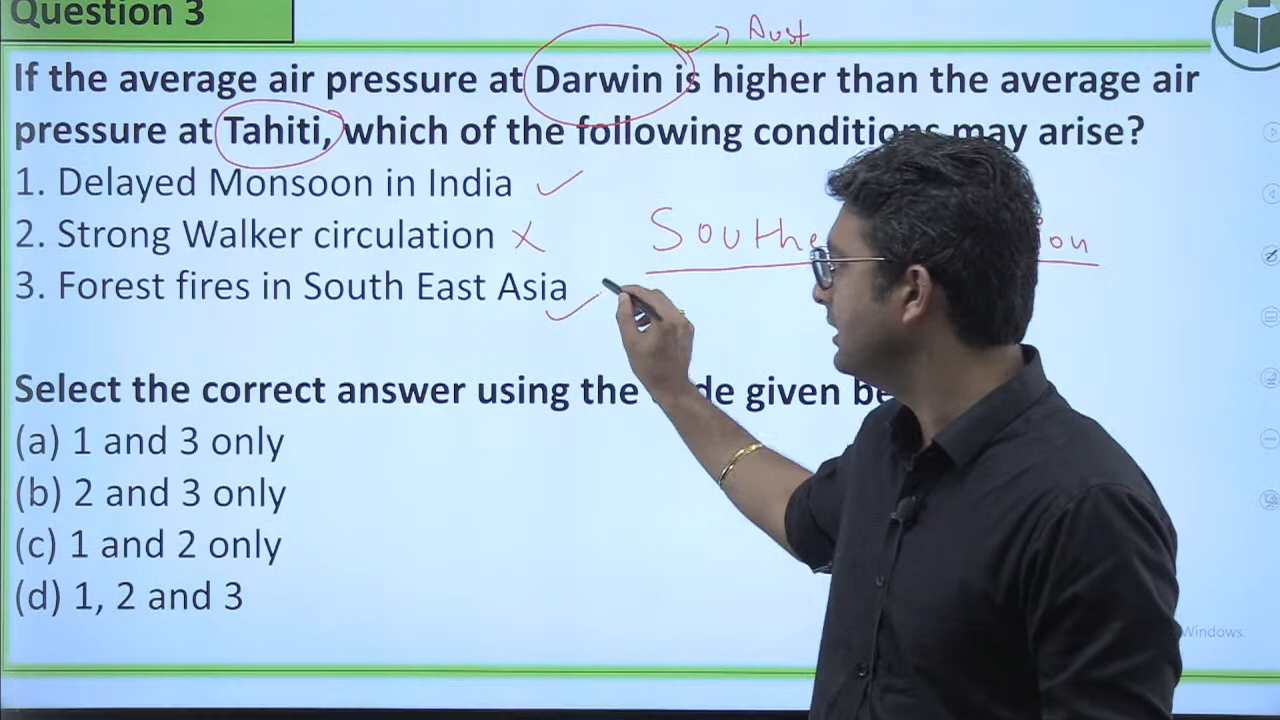 Question 3
Aust
If the average air pressure at Darwin is higher than the average air
pressure at Tahiti, which of the following conditions may arise?
1. Delayed Monsoon in India
2. Strong Walker circulation
3. Forest fires in South East Asia
Select the correct answer using the code given
(a) 1 and 3 only
(b) 2 and 3 only
(c) 1 and 2 only
(d) 1, 2 and 3
Windows.